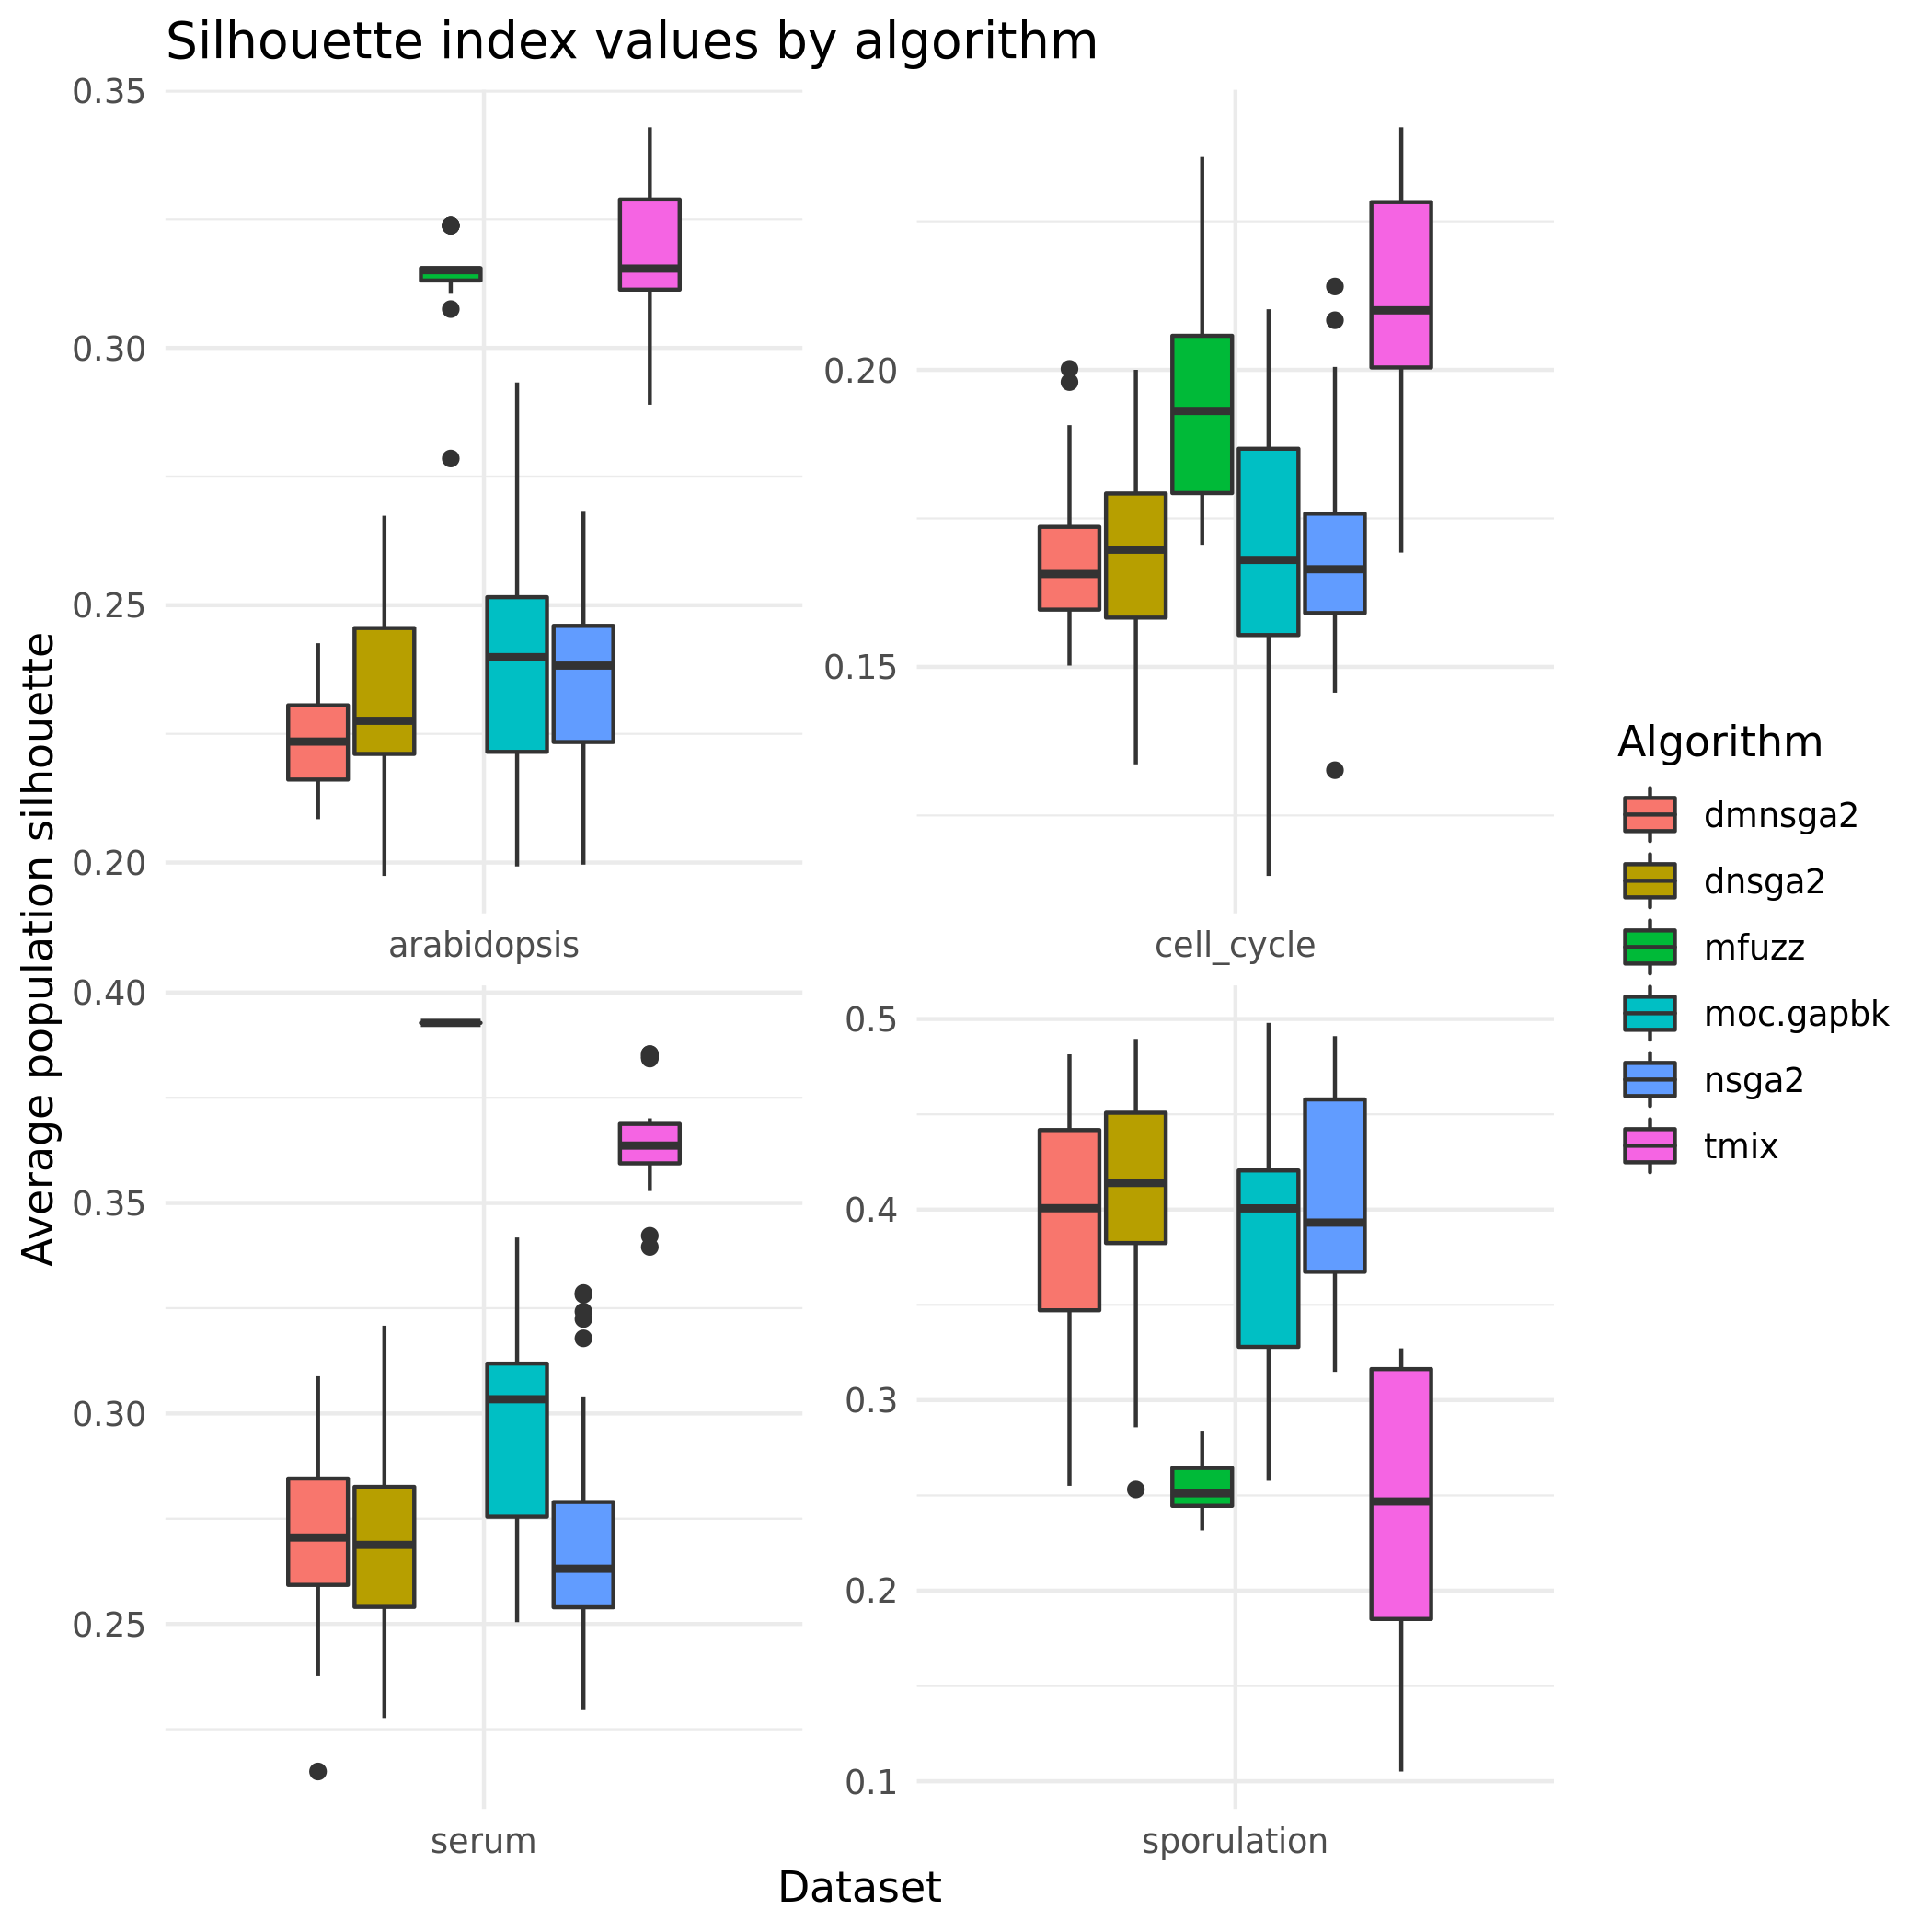 Silhouette index values by algorithm
Average population silhouette
0.35
0.30
0.25
0.20
arabidopsis
0.20
0.15
cell_cycle
0.40
0.35
0.30
0.25
serum
0.5
0.4
0.3
0.2
0.1
sporulation
Dataset
Algorithm
dmnsga2
dnsga2
mfuzz
moc.gapbk
nsga2
tmix